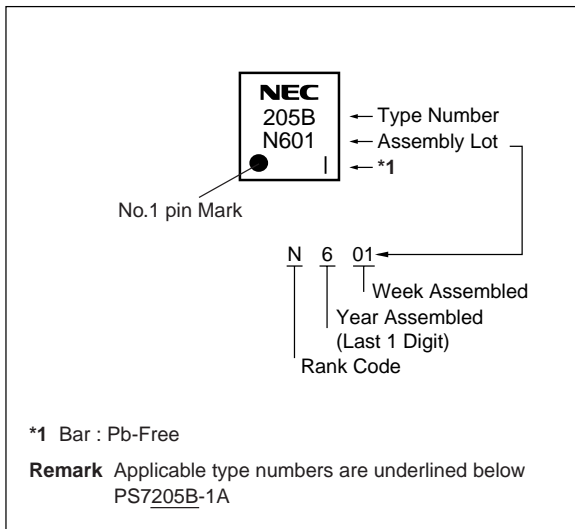 NEC
205B
N601
|
Type Number
Assembly Lot
*1
No.1 pin Mark
N 6 01
Week Assembled
Year Assembled
(Last 1 Digit)
Rank Code
*1 Bar : Pb-Free
Remark Applicable type numbers are underlined below
PS7205B-1A